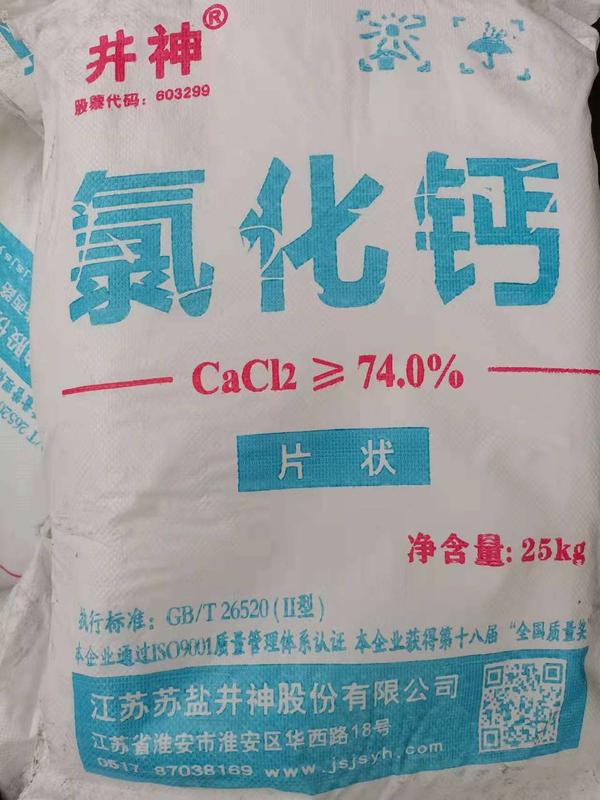 井神®
股票代码：603299
氯化钙
CaCl2 ≥ 74.0%
片状
净含量：25kg
执行标准：GB/T 26520（II型）
本企业通过ISO9001质量管理体系认证 本企业获得第十八届 “全国质量奖
江苏苏盐井神股份有限公司
江苏省淮安市淮安区华西路18号
0517 87038169 www.jsjsyh.com